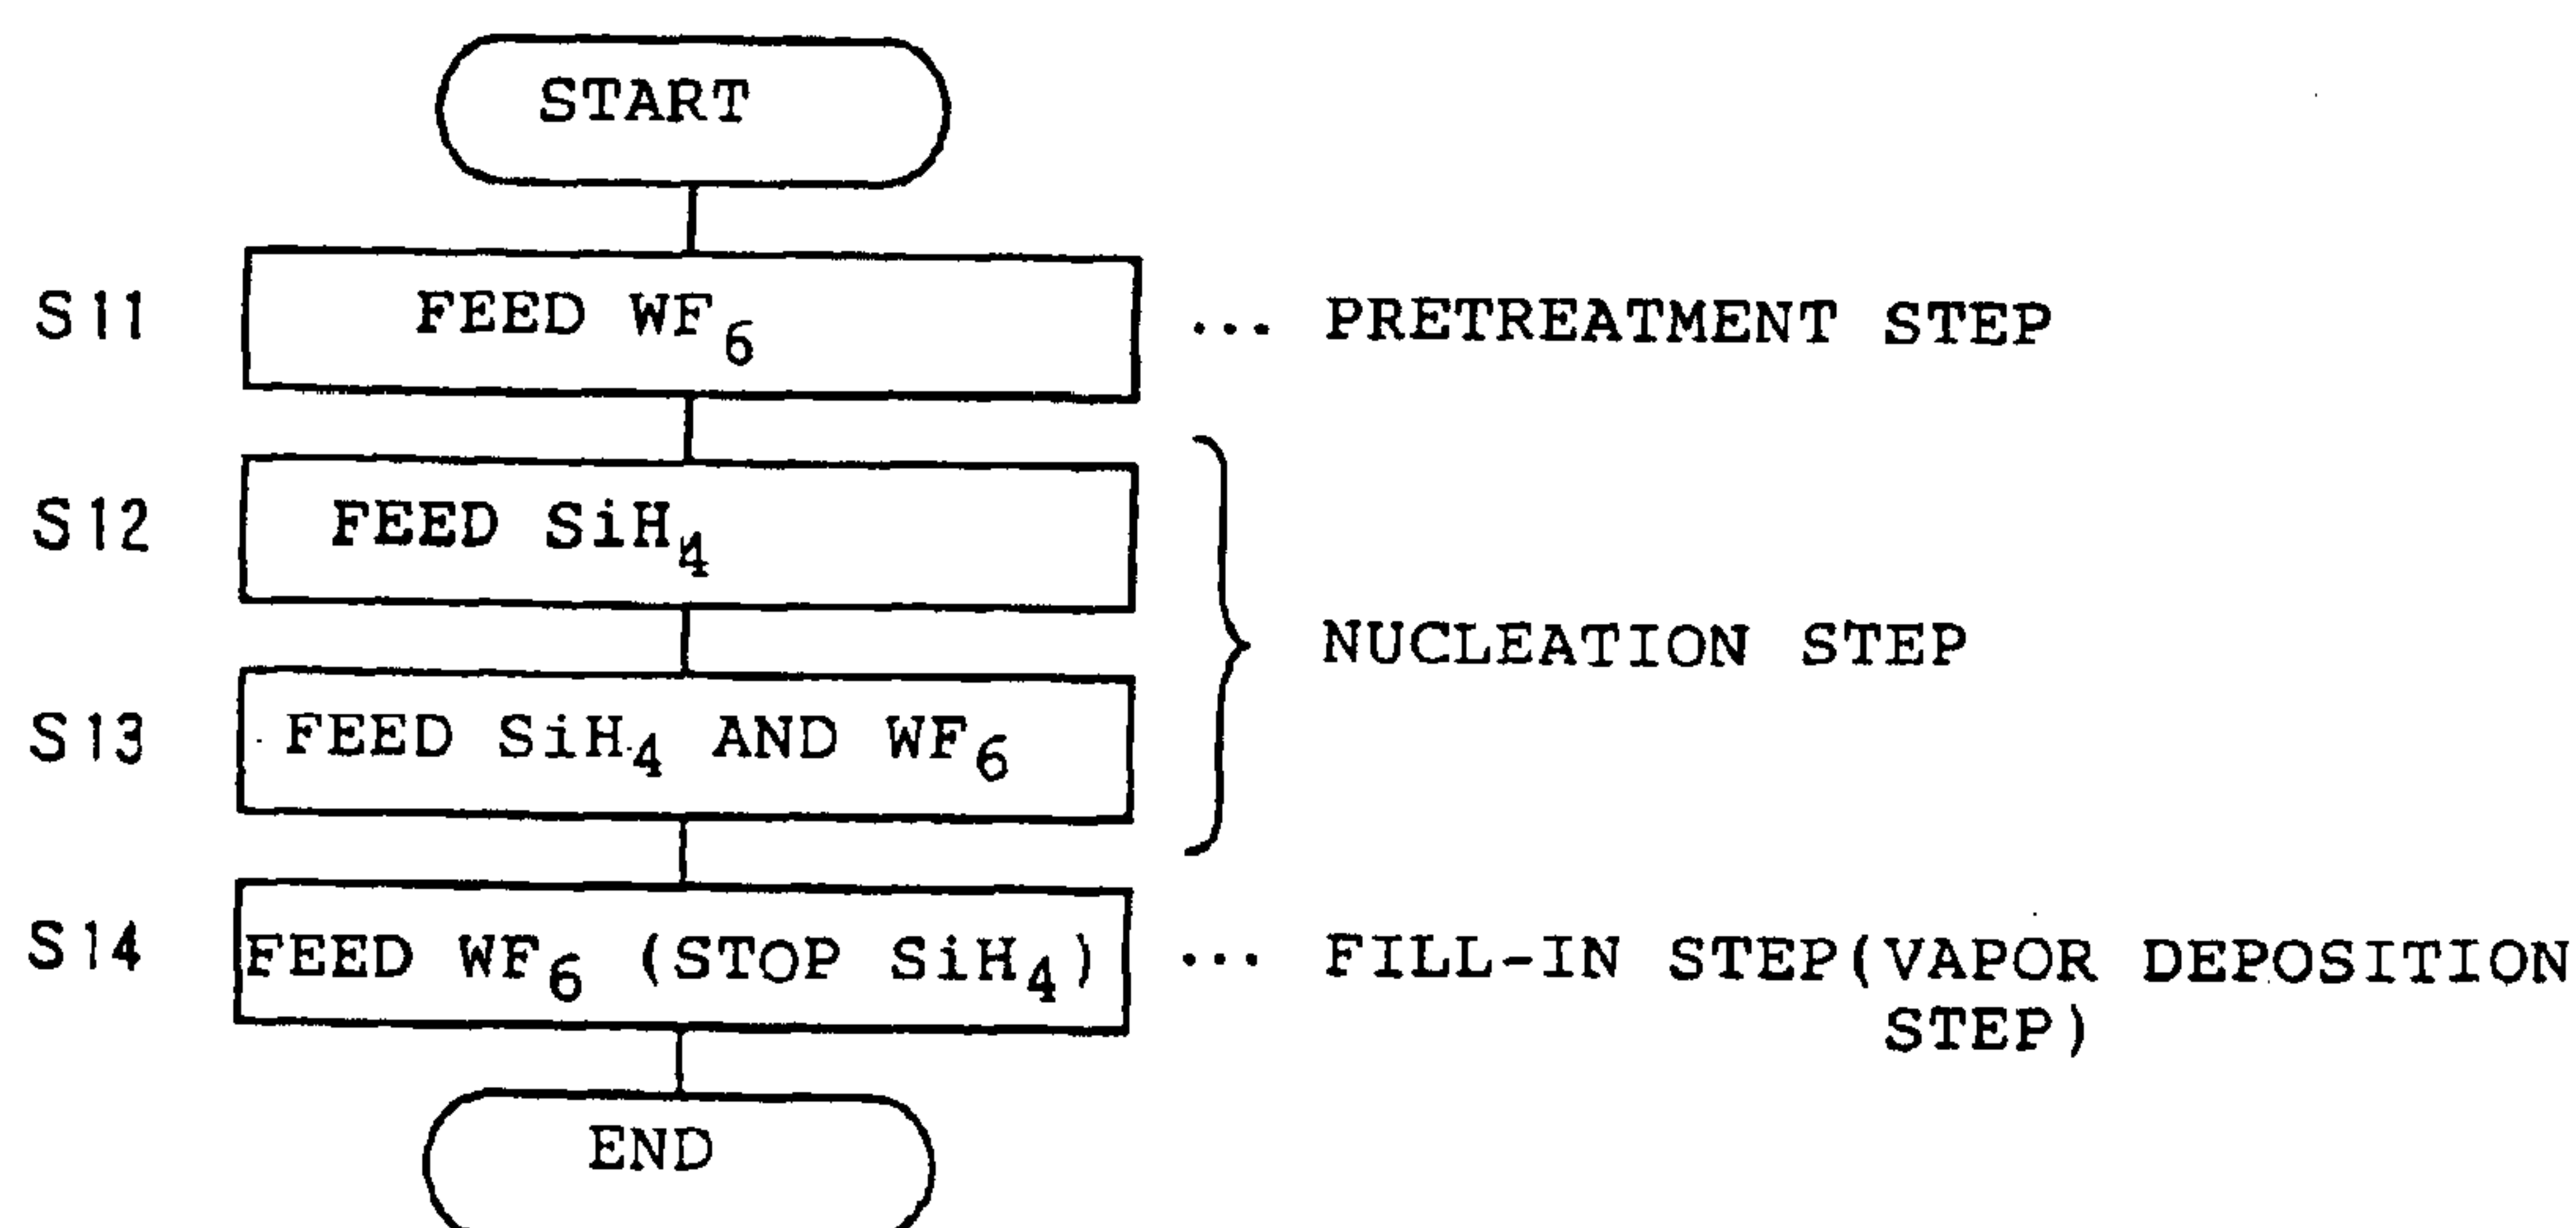 START
S11 FEED WF6 ... PRETREATMENT STEP
S12 FEED SiH4
NUCLEATION STEP
S13 FEED SiH4 AND WF6
S14 FEED WF6 (STOP SiH4) ... FILL-IN STEP(VAPOR DEPOSITION
STEP)
END